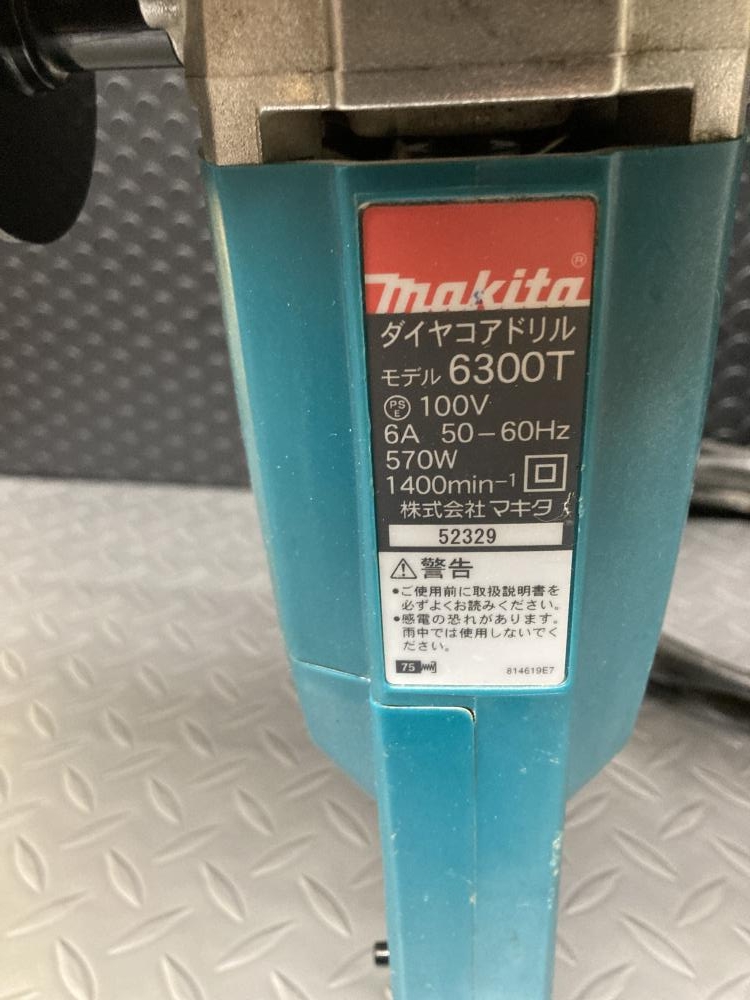 makita®
ダイヤコアドリル
モデル 6300T
PSE 100V
6A 50-60Hz
570W
1400min⁻¹
株式会社 マキタ
52329
⚠警告
•ご使用前に取扱説明書を
必ずよくお読みください。
•感電の恐れがあります。
雨中では使用しないでく
ださい。
75
814619E7